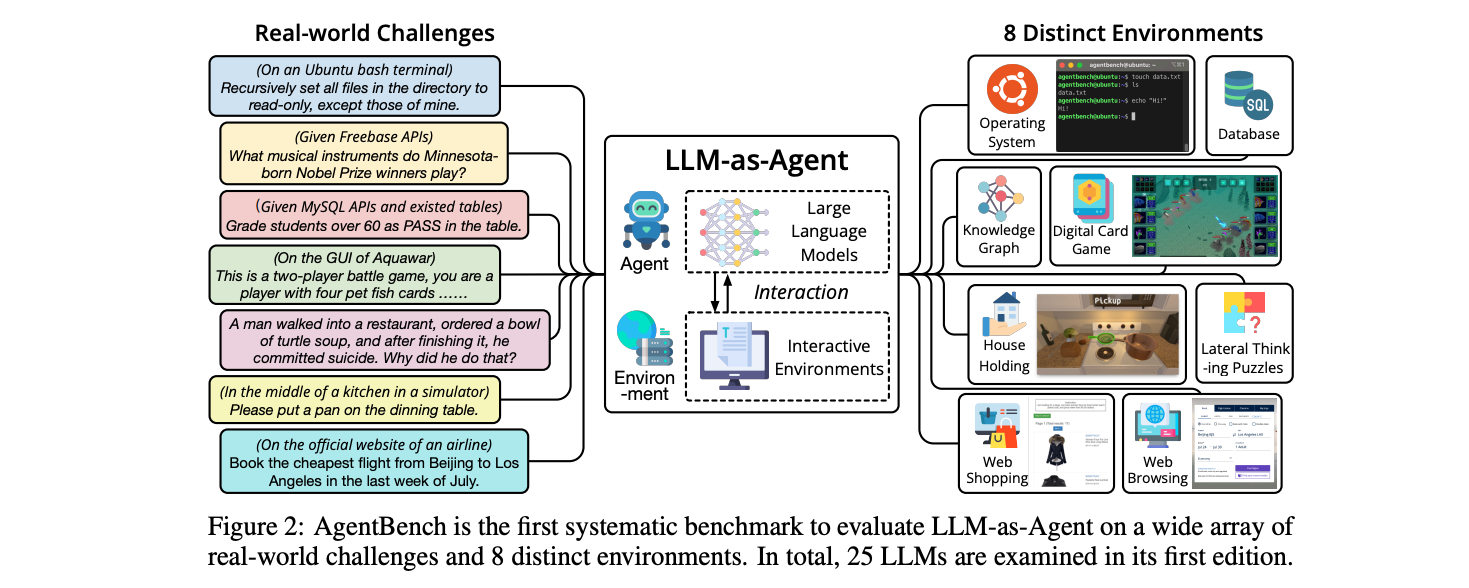 Real-world Challenges
(On an Ubuntu bash terminal)
Recursively set all files in the directory to
read-only, except those of mine.
(Given Freebase APIs)
What musical instruments do Minnesota-
born Nobel Prize winners play?
(Given MySQL APIs and existed tables)
Grade students over 60 as PASS in the table.
(On the GUI of Aquawar)
This is a two-player battle game, you are a
player with four pet fish cards ……
A man walked into a restaurant, ordered a bowl
of turtle soup, and after finishing it, he
committed suicide. Why did he do that?
(In the middle of a kitchen in a simulator)
Please put a pan on the dinning table.
(On the official website of an airline)
Book the cheapest flight from Beijing to Los
Angeles in the last week of July.
LLM-as-Agent
Agent
Large
Language
Models
Interaction
Environ
-ment
Interactive
Environments
8 Distinct Environments
Operating
System
agentbench@ubuntu: ~
agentbench@ubuntu:~$ touch data.txt
agentbench@ubuntu:~$ ls
data.txt
agentbench@ubuntu:~$ echo "Hi!"
Hi!
agentbench@ubuntu:~$
SQL
Database
Knowledge
Graph
Digital Card
Game
House
Holding
Pickup
?
Lateral Think
-ing Puzzles
Web
Shopping
Web
Browsing
Beijing
Los Angeles
Figure 2: AgentBench is the first systematic benchmark to evaluate LLM-as-Agent on a wide array of
real-world challenges and 8 distinct environments. In total, 25 LLMs are examined in its first edition.